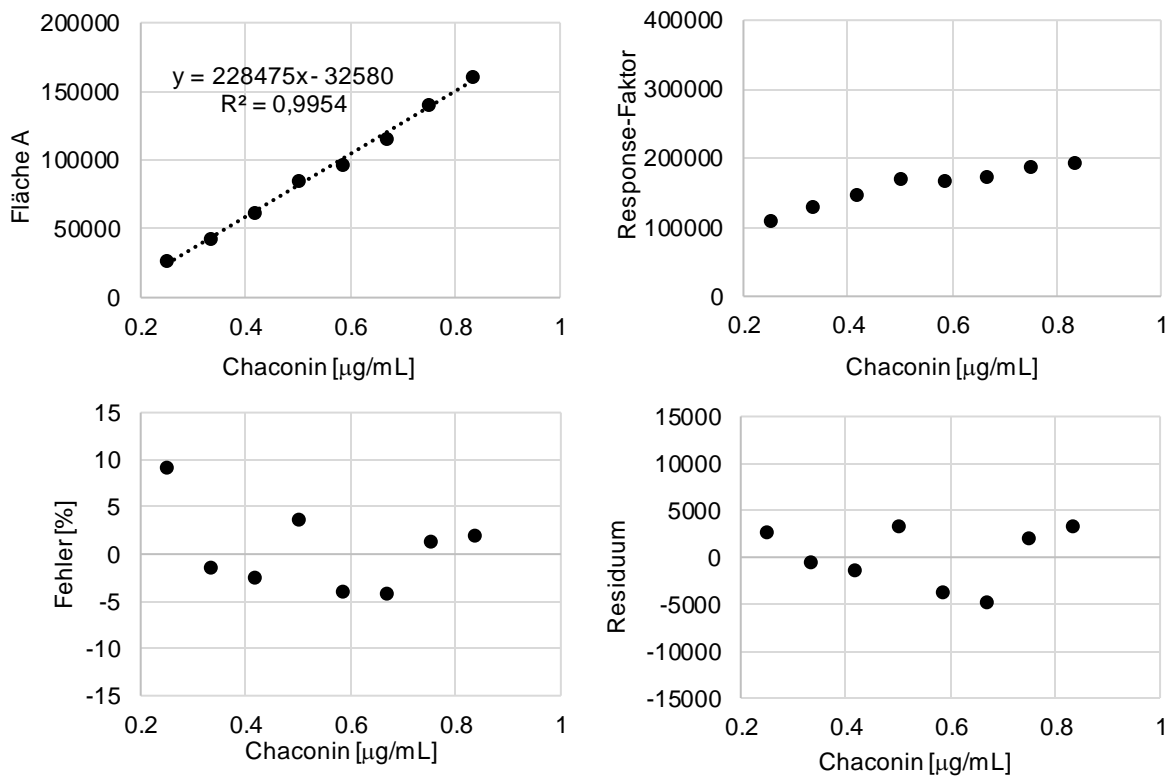 200000
150000
100000
50000
0
Fläche A
y = 228475x - 32580
R² = 0,9954
0.2 0.4 0.6 0.8 1
Chaconin [µg/mL]
400000
300000
200000
100000
0
Response-Faktor
0.2 0.4 0.6 0.8 1
Chaconin [µg/mL]
15
10
5
0
-5
-10
-15
Fehler [%]
0.2 0.4 0.6 0.8 1
Chaconin [µg/mL]
15000
10000
5000
0
-5000
-10000
-15000
Residuum
0.2 0.4 0.6 0.8 1
Chaconin [µg/mL]